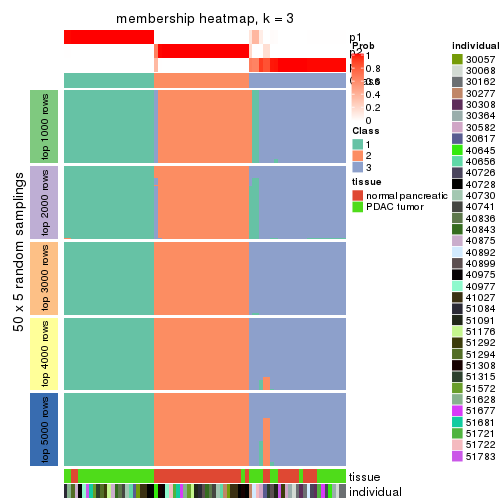 membership heatmap, k = 3
p1
p2
50 x 5 random samplings
top 1000 rows
top 2000 rows
top 3000 rows
top 4000 rows
top 5000 rows
tissue
individual
Prob
1
0.8
0.6
0.4
0.2
0
Class
1
2
3
tissue
normal pancreatic
PDAC tumor
individual
30057
30068
30162
30277
30308
30364
30582
30617
40645
40656
40726
40728
40730
40741
40836
40843
40875
40892
40899
40975
40977
41027
51084
51091
51176
51292
51294
51308
51315
51572
51628
51677
51681
51721
51722
51783